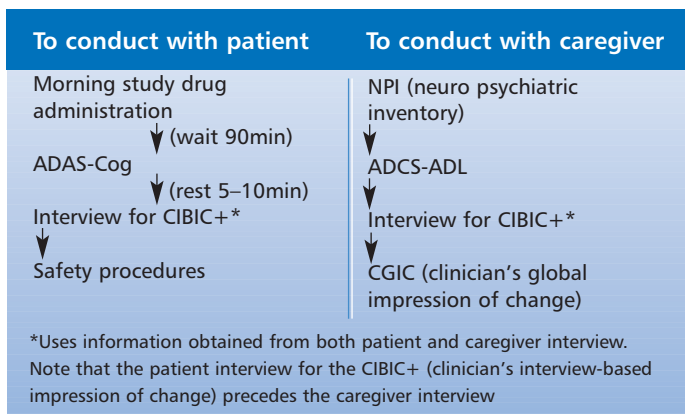 To conduct with patient
Morning study drug
administration
(wait 90min)
ADAS-Cog
(rest 5–10min)
Interview for CIBIC+*
Safety procedures
To conduct with caregiver
NPI (neuro psychiatric
inventory)
ADCS-ADL
Interview for CIBIC+*
CGIC (clinician's global
impression of change)
*Uses information obtained from both patient and caregiver interview.
Note that the patient interview for the CIBIC+ (clinician's interview-based
impression of change) precedes the caregiver interview